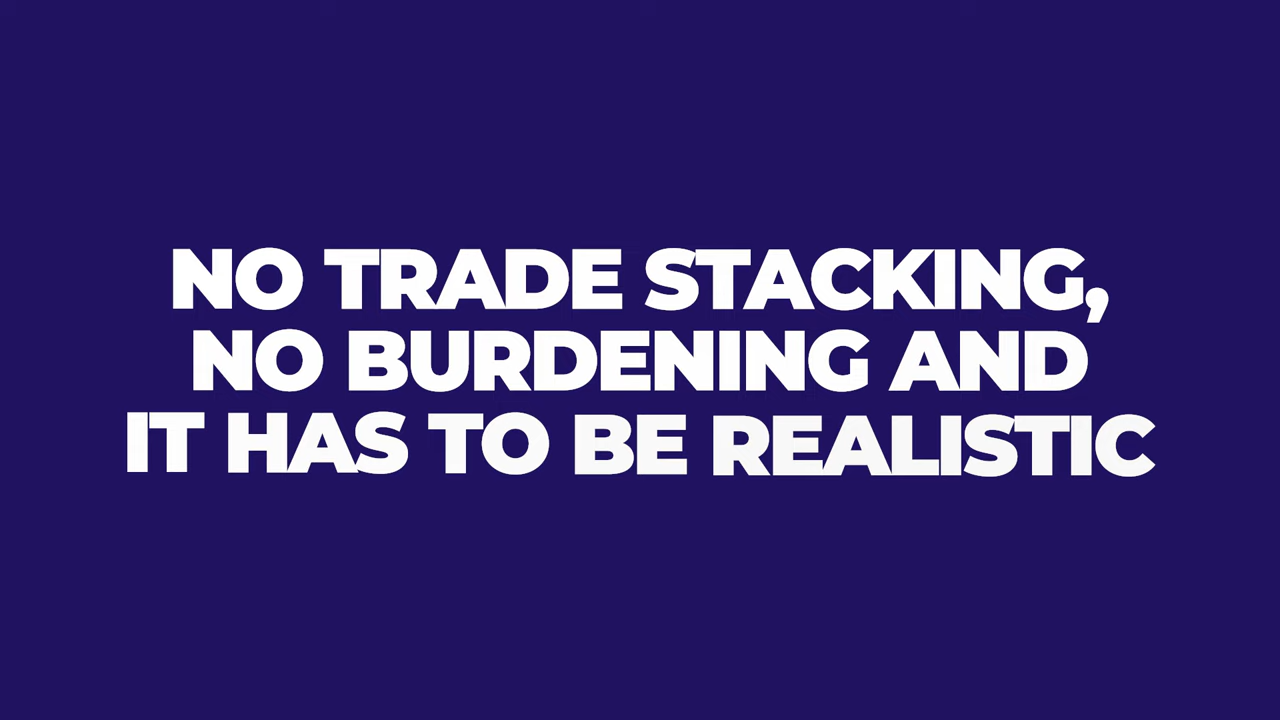 NO TRADE STACKING,
NO BURDENING AND
IT HAS TO BE REALISTIC